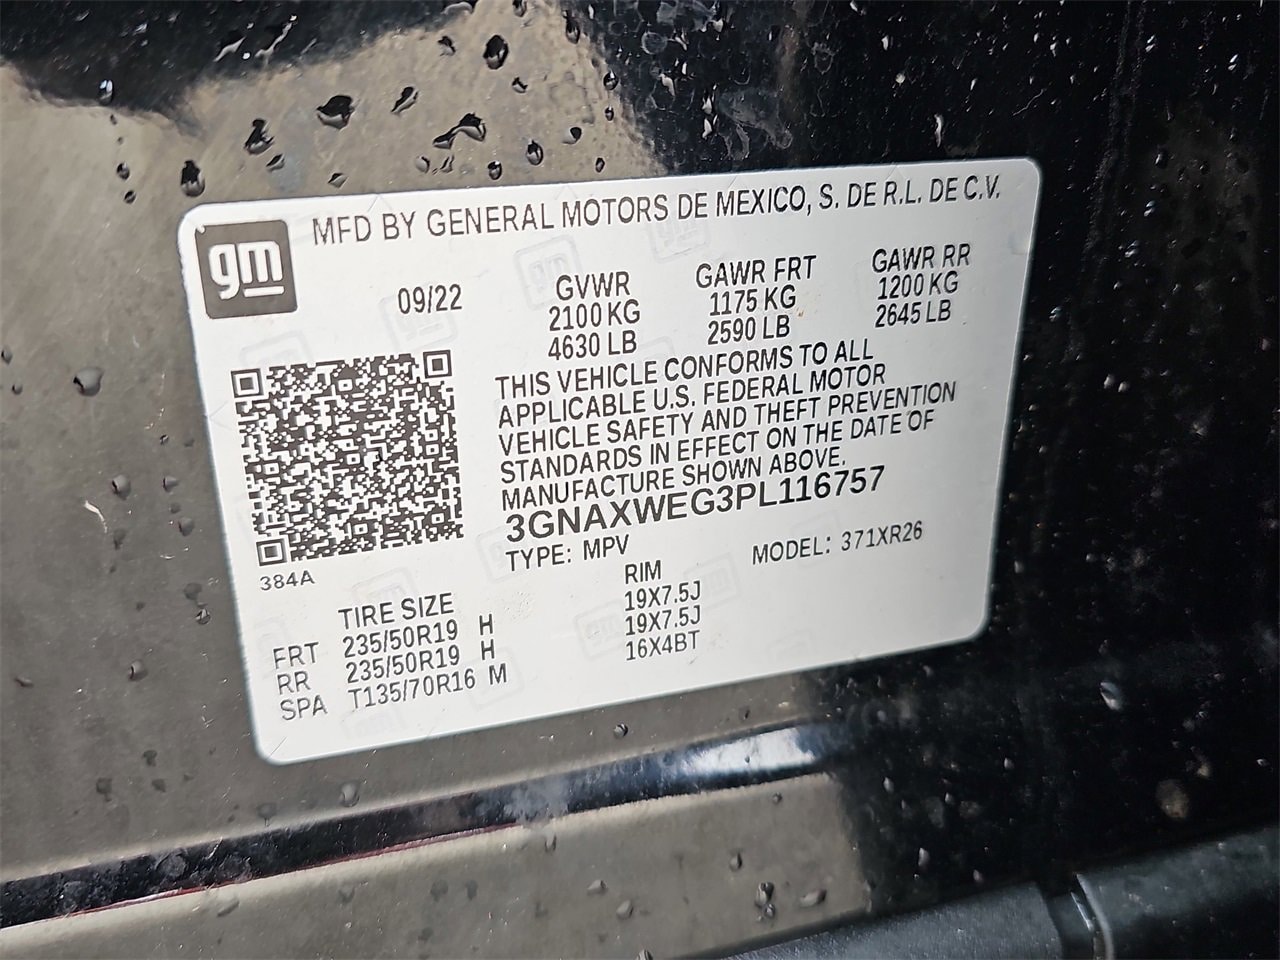 gm
MFD BY GENERAL MOTORS DE MEXICO, S. DE R.L. DE C.V.
09/22
GVWR GAWR FRT GAWR RR
2100 KG 1175 KG 1200 KG
4630 LB 2590 LB 2645 LB
THIS VEHICLE CONFORMS TO ALL
APPLICABLE U.S. FEDERAL MOTOR
VEHICLE SAFETY AND THEFT PREVENTION
STANDARDS IN EFFECT ON THE DATE OF
MANUFACTURE SHOWN ABOVE.
3GNAXWEG3PL116757
TYPE: MPV MODEL: 371XR26
384A
TIRE SIZE RIM
FRT 235/50R19 H 19X7.5J
RR 235/50R19 H 19X7.5J
SPA T135/70R16 M 16X4BT